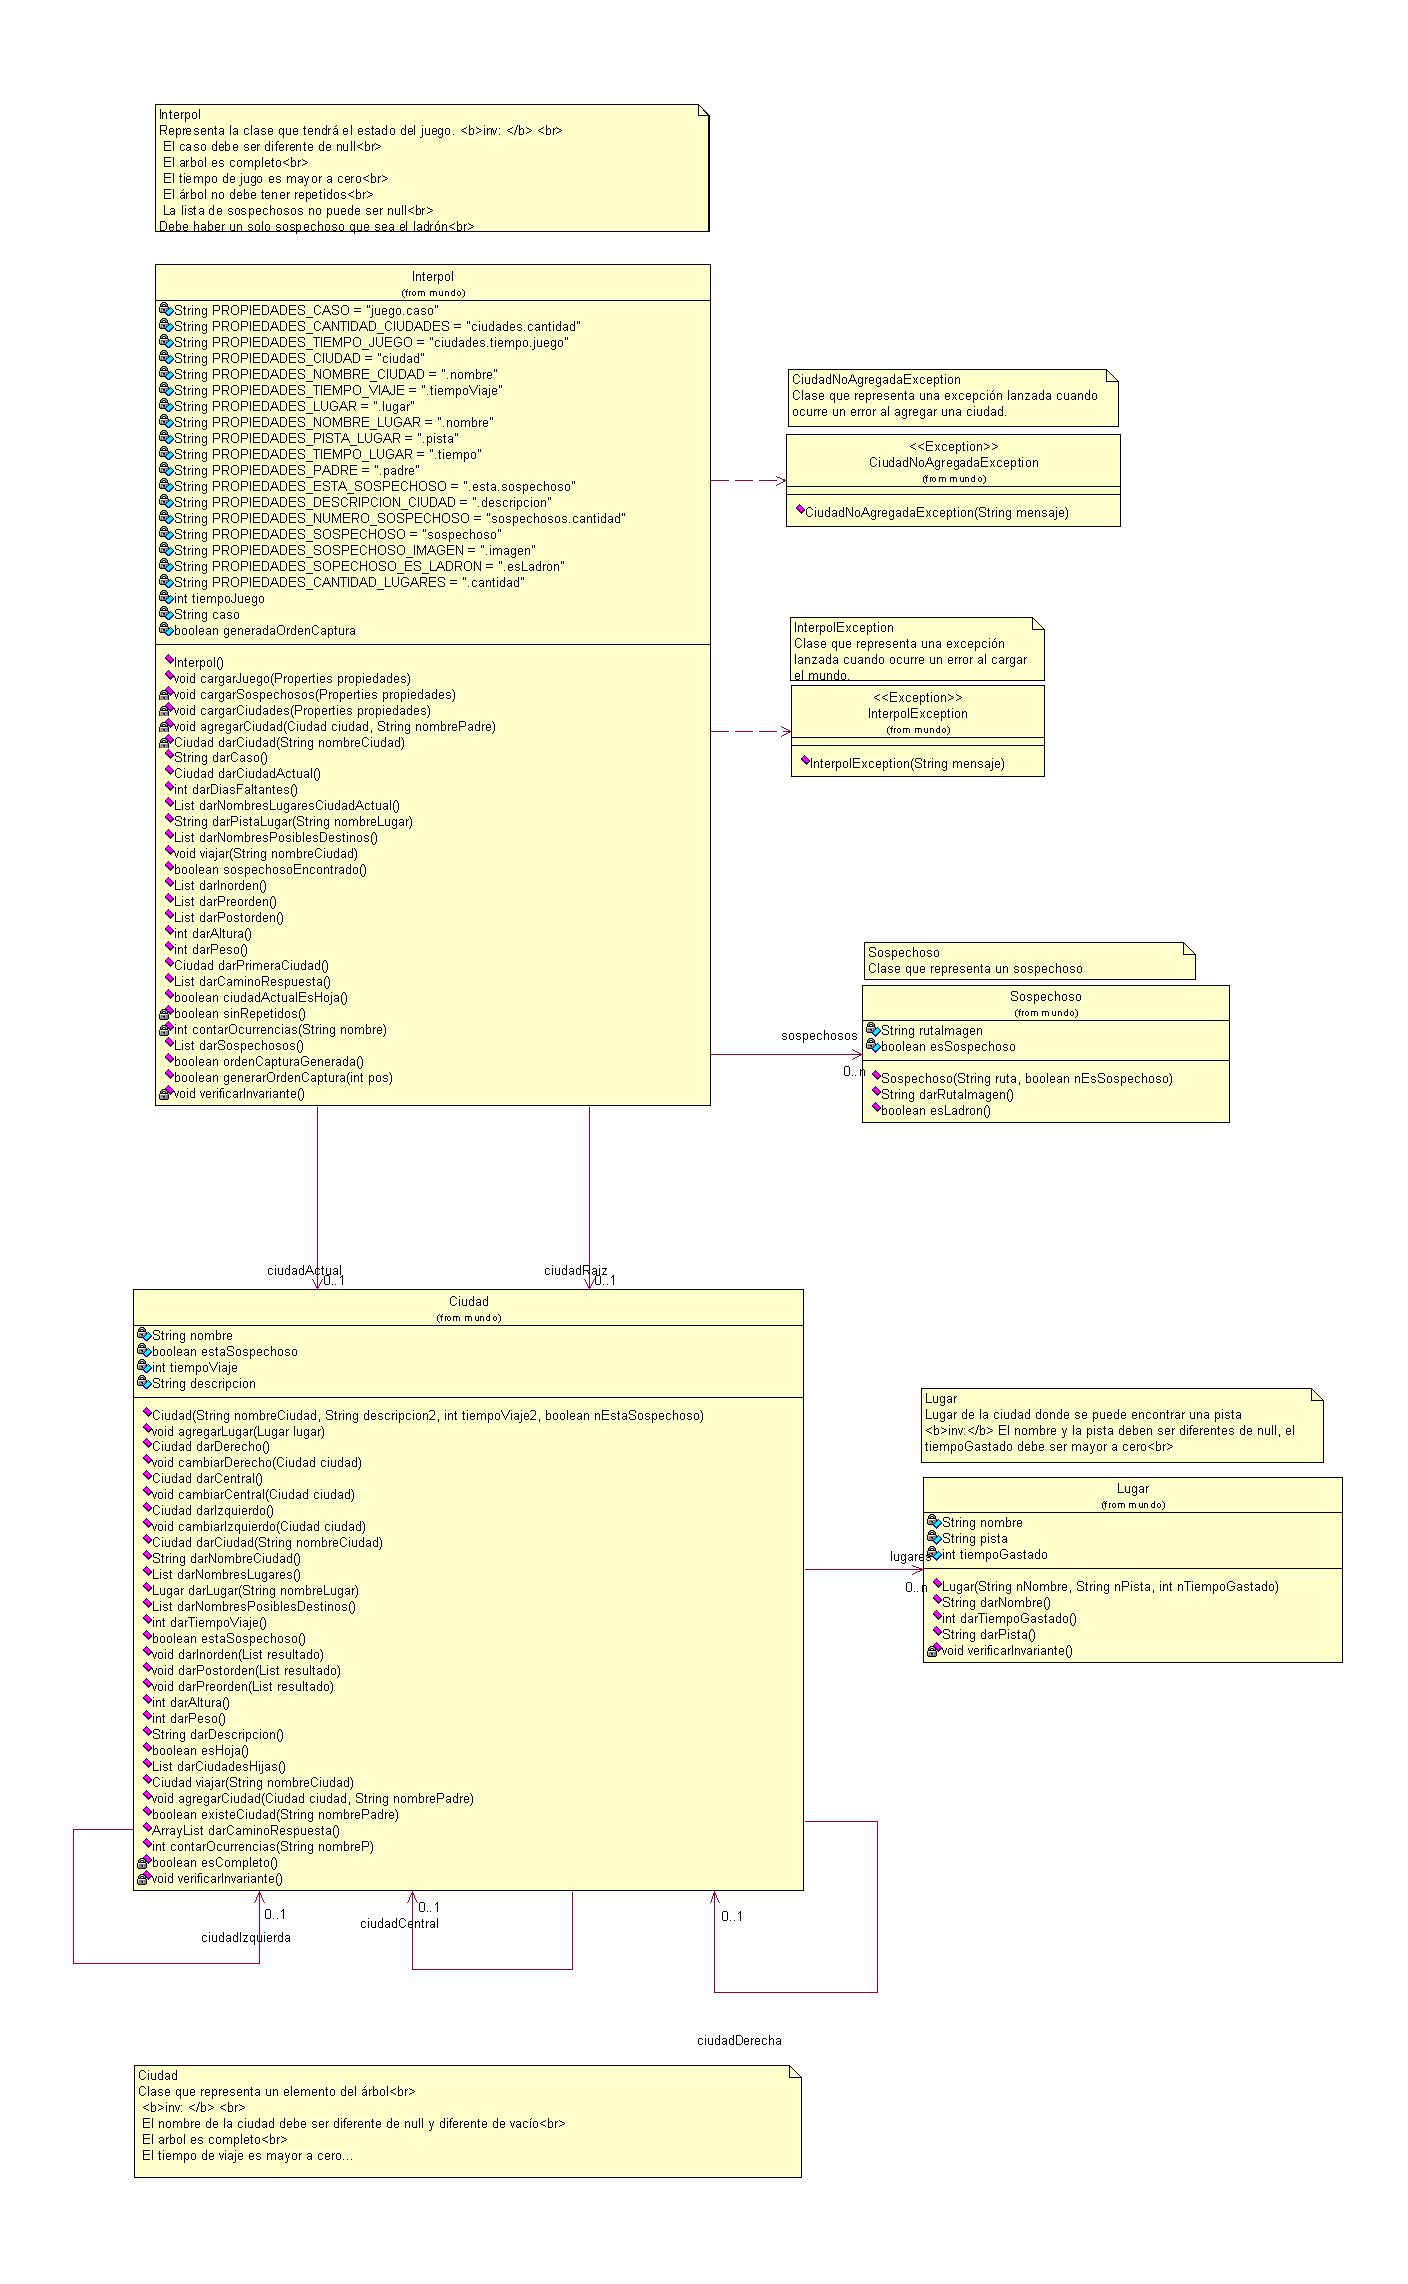 Interpol
Representa la clase que tendrá el estado del juego. <b>inv: </b> <br>
El caso debe ser diferente de null<br>
El arbol es completo<br>
El tiempo de jugo es mayor a cero<br>
El árbol no debe tener repetidos<br>
La lista de sospechosos no puede ser null<br>
Debe haber un solo sospechoso que sea el ladrón<br>
Interpol
(from mundo)
String PROPIEDADES_CASO = "juego.caso"
String PROPIEDADES_CANTIDAD_CIUDADES = "ciudades.cantidad"
String PROPIEDADES_TIEMPO_JUEGO = "ciudades.tiempo.juego"
String PROPIEDADES_CIUDAD = "ciudad"
String PROPIEDADES_NOMBRE_CIUDAD = ".nombre"
String PROPIEDADES_TIEMPO_VIAJE = ".tiempoViaje"
String PROPIEDADES_LUGAR = ".lugar"
String PROPIEDADES_NOMBRE_LUGAR = ".nombre"
String PROPIEDADES_PISTA_LUGAR = ".pista"
String PROPIEDADES_TIEMPO_LUGAR = ".tiempo"
String PROPIEDADES_PADRE = ".padre"
String PROPIEDADES_ESTA_SOSPECHOSO = ".esta.sospechoso"
String PROPIEDADES_DESCRIPCION_CIUDAD = ".descripcion"
String PROPIEDADES_NUMERO_SOSPECHOSO = "sospechosos.cantidad"
String PROPIEDADES_SOSPECHOSO = "sospechoso"
String PROPIEDADES_SOSPECHOSO_IMAGEN = ".imagen"
String PROPIEDADES_SOPECHOSO_ES_LADRON = ".esLadron"
String PROPIEDADES_CANTIDAD_LUGARES = ".cantidad"
int tiempoJuego
String caso
boolean generadaOrdenCaptura
Interpol()
void cargarJuego(Properties propiedades)
void cargarSospechosos(Properties propiedades)
void cargarCiudades(Properties propiedades)
void agregarCiudad(Ciudad ciudad, String nombrePadre)
Ciudad darCiudad(String nombreCiudad)
String darCaso()
Ciudad darCiudadActual()
int darDiasFaltantes()
List darNombresLugaresCiudadActual()
String darPistaLugar(String nombreLugar)
List darNombresPosiblesDestinos()
void viajar(String nombreCiudad)
boolean sospechosoEncontrado()
List darInorden()
List darPreorden()
List darPostorden()
int darAltura()
int darPeso()
Ciudad darPrimeraCiudad()
List darCaminoRespuesta()
boolean ciudadActualEsHoja()
boolean sinRepetidos()
int contarOcurrencias(String nombre)
List darSospechosos()
boolean ordenCapturaGenerada()
boolean generarOrdenCaptura(int pos)
void verificarInvariante()
CiudadNoAgregadaException
Clase que representa una excepción lanzada cuando
ocurre un error al agregar una ciudad.
<<Exception>>
CiudadNoAgregadaException
(from mundo)
CiudadNoAgregadaException(String mensaje)
InterpolException
Clase que representa una excepción
lanzada cuando ocurre un error al cargar
el mundo.
<<Exception>>
InterpolException
(from mundo)
InterpolException(String mensaje)
Sospechoso
Clase que representa un sospechoso
Sospechoso
(from mundo)
String rutaImagen
boolean esSospechoso
Sospechoso(String ruta, boolean nEsSospechoso)
String darRutaImagen()
boolean esLadron()
sospechosos
0..n
ciudadActual
0..1
ciudadRaiz
0..1
Ciudad
(from mundo)
String nombre
boolean estaSospechoso
int tiempoViaje
String descripcion
Ciudad(String nombreCiudad, String descripcion2, int tiempoViaje2, boolean nEstaSospechoso)
void agregarLugar(Lugar lugar)
Ciudad darDerecho()
void cambiarDerecho(Ciudad ciudad)
Ciudad darCentral()
void cambiarCentral(Ciudad ciudad)
Ciudad darIzquierdo()
void cambiarIzquierdo(Ciudad ciudad)
Ciudad darCiudad(String nombreCiudad)
String darNombreCiudad()
List darNombresLugares()
Lugar darLugar(String nombreLugar)
List darNombresPosiblesDestinos()
int darTiempoViaje()
boolean estaSospechoso()
void darInorden(List resultado)
void darPostorden(List resultado)
void darPreorden(List resultado)
int darAltura()
int darPeso()
String darDescripcion()
boolean esHoja()
List darCiudadesHijas()
Ciudad viajar(String nombreCiudad)
void agregarCiudad(Ciudad ciudad, String nombrePadre)
boolean existeCiudad(String nombrePadre)
ArrayList darCaminoRespuesta()
int contarOcurrencias(String nombreP)
boolean esCompleto()
void verificarInvariante()
Lugar
Lugar de la ciudad donde se puede encontrar una pista
<b>inv:</b> El nombre y la pista deben ser diferentes de null, el
tiempoGastado debe ser mayor a cero<br>
Lugar
(from mundo)
String nombre
String pista
int tiempoGastado
Lugar(String nNombre, String nPista, int nTiempoGastado)
String darNombre()
int darTiempoGastado()
String darPista()
void verificarInvariante()
lugares
0..n
0..1
ciudadIzquierda
0..1
ciudadCentral
0..1
ciudadDerecha
Ciudad
Clase que representa un elemento del árbol<br>
<b>inv: </b> <br>
El nombre de la ciudad debe ser diferente de null y diferente de vacío<br>
El arbol es completo<br>
El tiempo de viaje es mayor a cero...